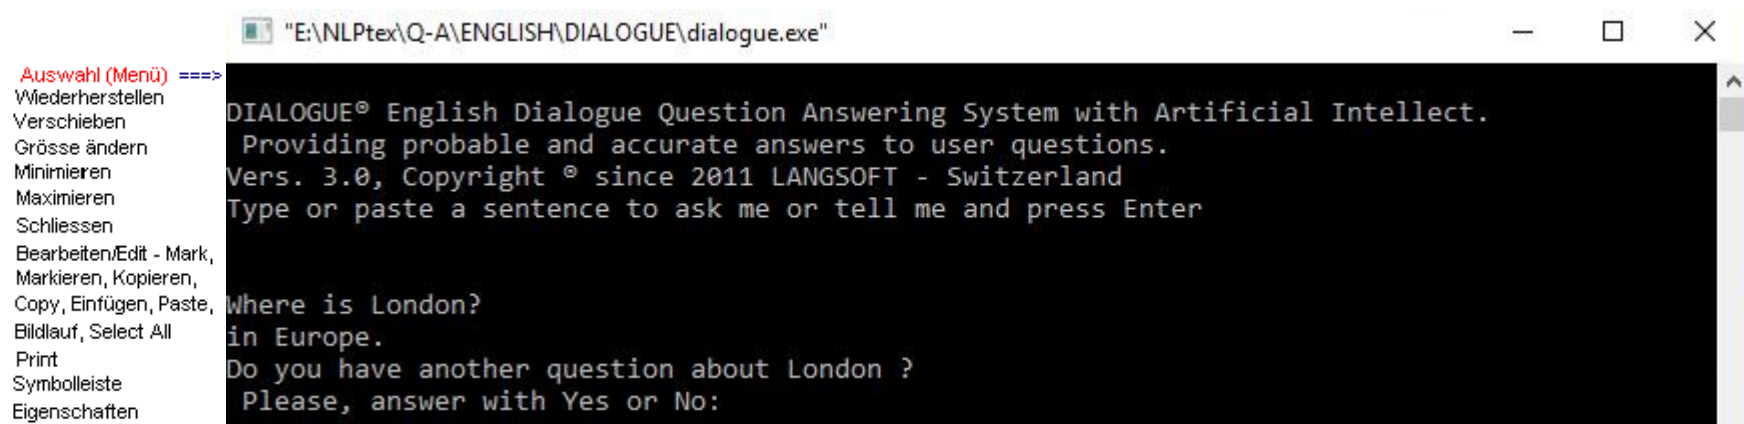 "E:\NLPtex\Q-A\ENGLISH\DIALOGUE\dialogue.exe"
Auswahl (Menü) ===>
Wiederherstellen
Verschieben
Grösse ändern
Minimieren
Maximieren
Schliessen
Bearbeiten/Edit - Mark,
Markieren, Kopieren,
Copy, Einfügen, Paste,
Bildlauf, Select All
Print
Symbolleiste
Eigenschaften
DIALOGUE® English Dialogue Question Answering System with Artificial Intellect.
Providing probable and accurate answers to user questions.
Vers. 3.0, Copyright ® since 2011 LANGSOFT - Switzerland
Type or paste a sentence to ask me or tell me and press Enter
Where is London?
in Europe.
Do you have another question about London ?
Please, answer with Yes or No: